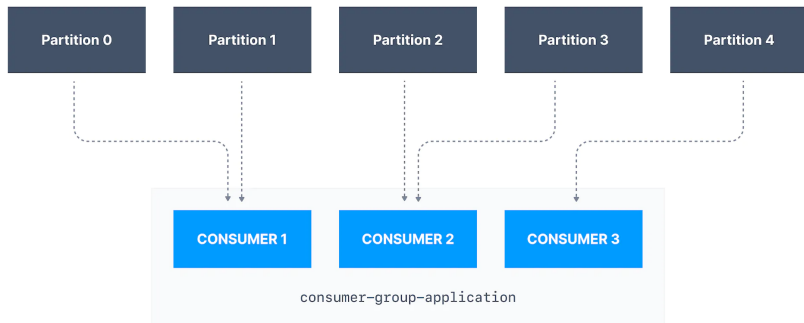 Partition 0
Partition 1
Partition 2
Partition 3
Partition 4
CONSUMER 1
CONSUMER 2
CONSUMER 3
consumer-group-application